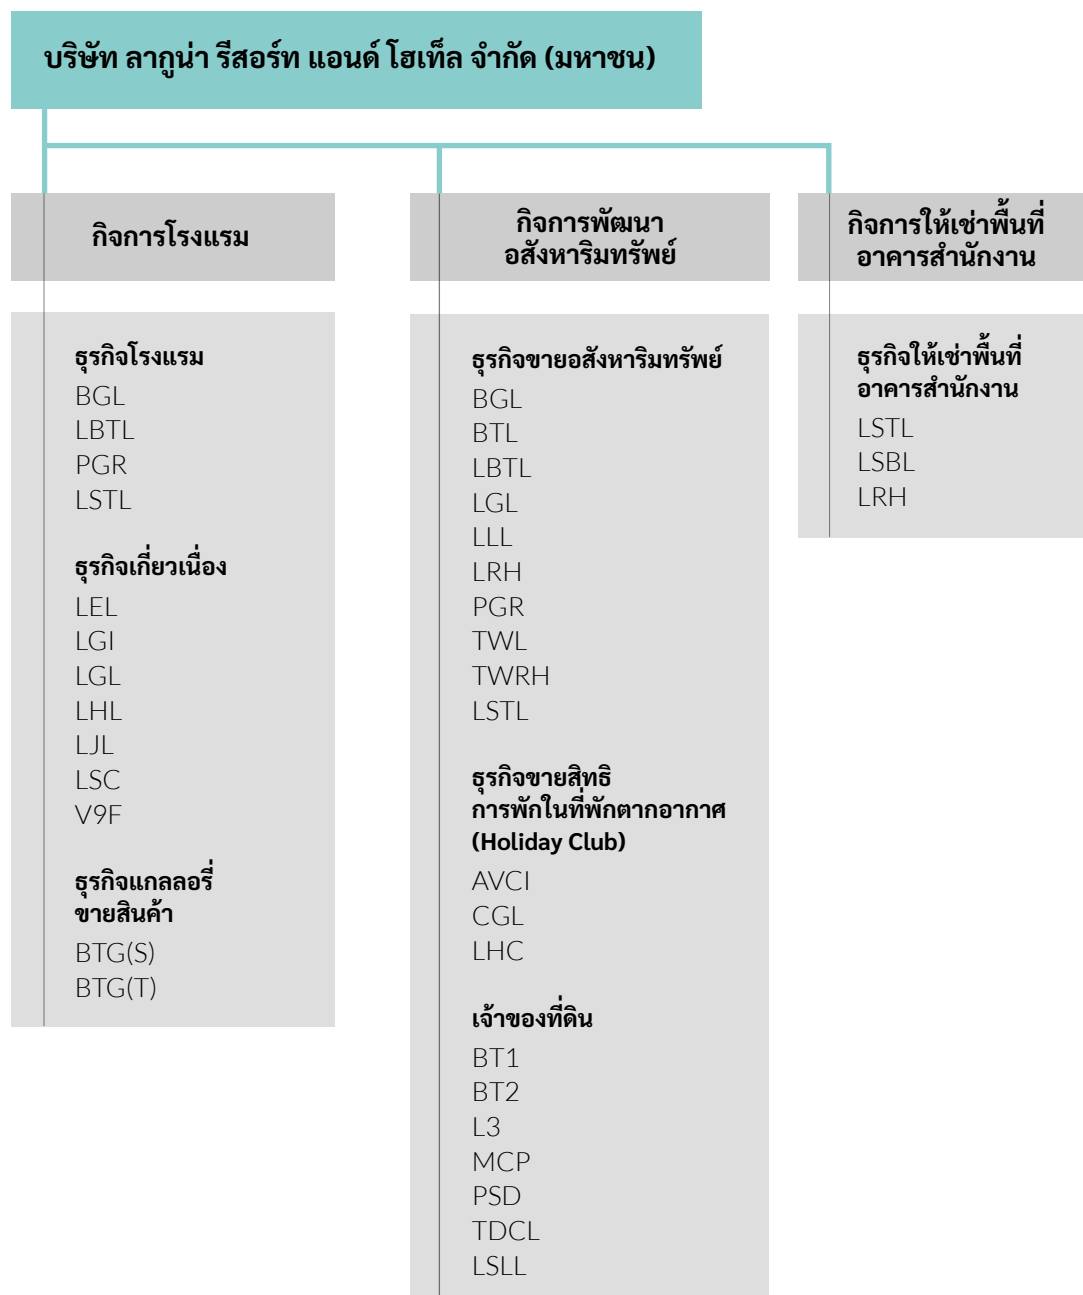 บริษัท ลากูน่า รีสอร์ท แอนด์ โฮเท็ล จำกัด (มหาชน)
กิจการโรงแรม
ธุรกิจโรงแรม
BGL
LBTL
PGR
LSTL
ธุรกิจเกี่ยวเนื่อง
LEL
LGI
LGL
LHL
LJL
LSC
V9F
ธุรกิจแกลลอรี่
ขายสินค้า
BTG(S)
BTG(T)
กิจการพัฒนา
อสังหาริมทรัพย์
ธุรกิจขายอสังหาริมทรัพย์
BGL
BTL
LBTL
LGL
LLL
LRH
PGR
TWL
TWRH
LSTL
ธุรกิจขายสิทธิ
การพักในที่พักตากอากาศ
(Holiday Club)
AVCI
CGL
LHC
เจ้าของที่ดิน
BT1
BT2
L3
MCP
PSD
TDCL
LSLL
กิจการให้เช่าพื้นที่
อาคารสำนักงาน
ธุรกิจให้เช่าพื้นที่
อาคารสำนักงาน
LSTL
LSBL
LRH